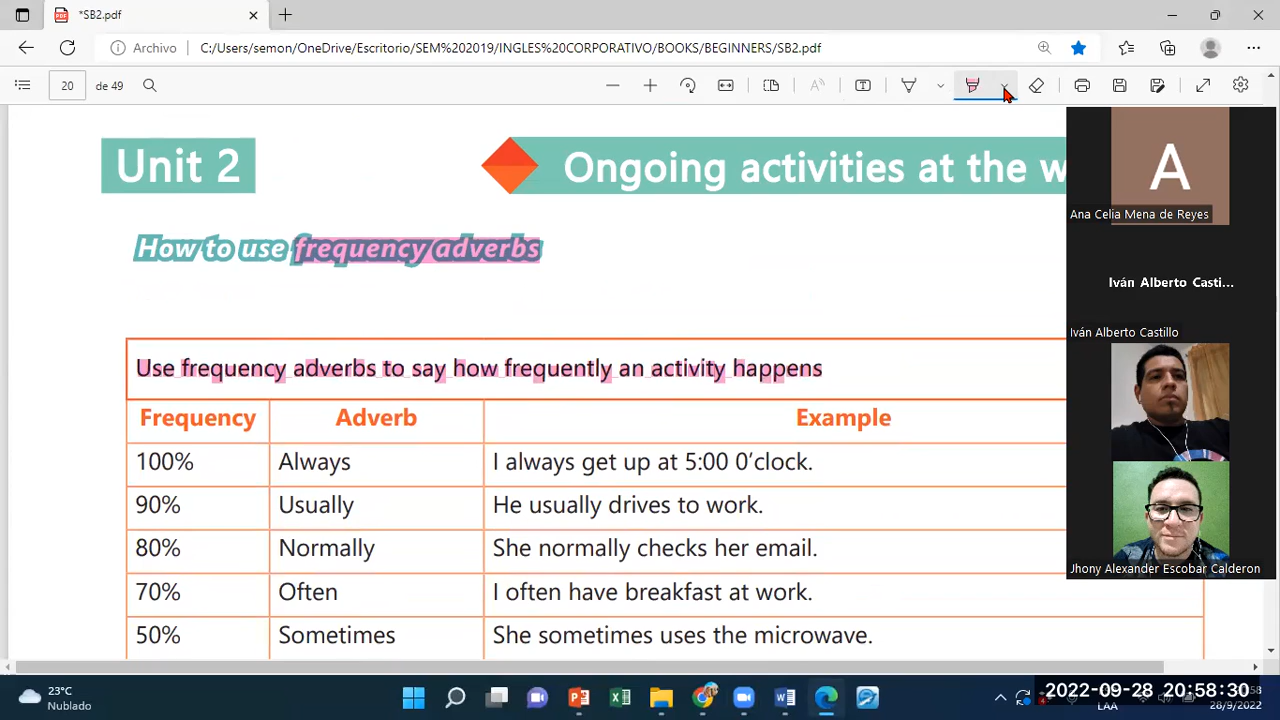 *SB2.pdf
Archivo
C:/Users/semon/OneDrive/Escritorio/SEM%202019/INGLES%20CORPORATIVO/BOOKS/BEGINNERS/SB2.pdf
20 de 49
Unit 2
Ongoing activities at the w
How to use frequency adverbs
Use frequency adverbs to say how frequently an activity happens
Frequency Adverb Example
100% Always I always get up at 5:00 0'clock.
90% Usually He usually drives to work.
80% Normally She normally checks her email.
70% Often I often have breakfast at work.
50% Sometimes She sometimes uses the microwave.
A
Ana Celia Mena de Reyes
Iván Alberto Casti...
Iván Alberto Castillo
Jhony Alexander Escobar Calderon
23°C
Nublado
2022-09-28 20:58:30
LAA
28/9/2022